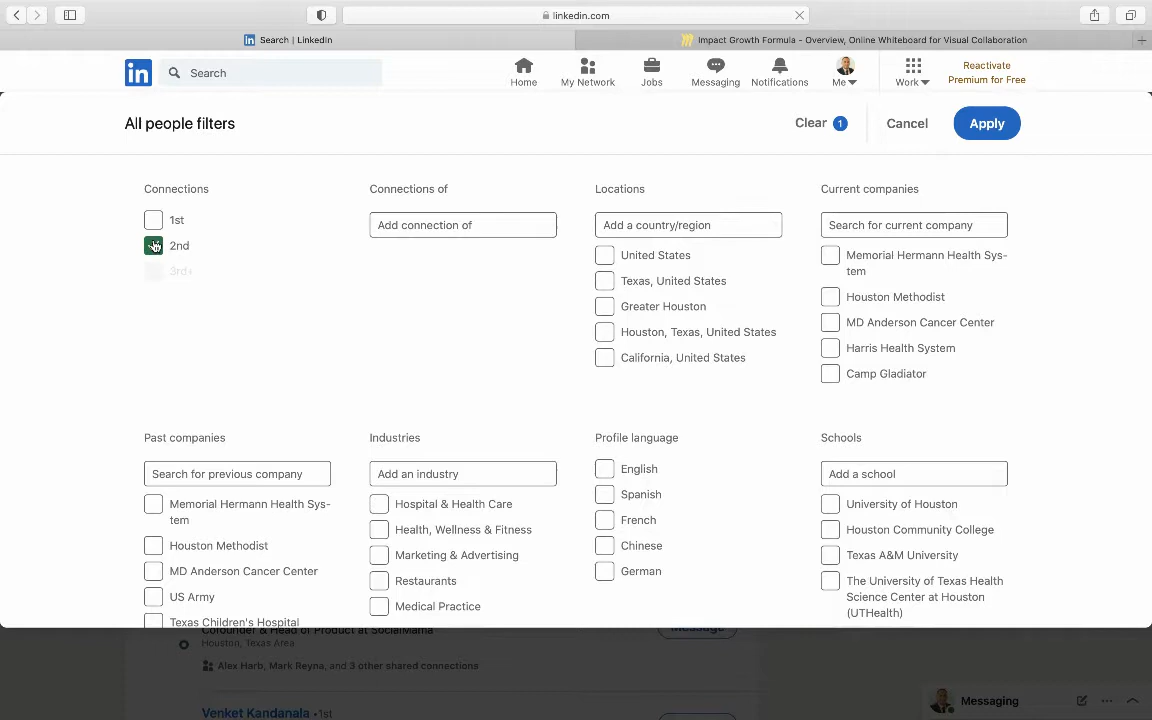 linkedin.com
Search | LinkedIn
Impact Growth Formula - Overview, Online Whiteboard for Visual Collaboration
in
Search
Home
My Network
Jobs
Messaging
Notifications
Me
Work
Reactivate
Premium for Free
All people filters
Clear 1
Cancel
Apply
Connections
1st
2nd
3rd+
Connections of
Add connection of
Locations
Add a country/region
United States
Texas, United States
Greater Houston
Houston, Texas, United States
California, United States
Current companies
Search for current company
Memorial Hermann Health Sys-
tem
Houston Methodist
MD Anderson Cancer Center
Harris Health System
Camp Gladiator
Past companies
Search for previous company
Memorial Hermann Health Sys-
tem
Houston Methodist
MD Anderson Cancer Center
US Army
Texas Children's Hospital
Industries
Add an industry
Hospital & Health Care
Health, Wellness & Fitness
Marketing & Advertising
Restaurants
Medical Practice
Profile language
English
Spanish
French
Chinese
German
Schools
Add a school
University of Houston
Houston Community College
Texas A&M University
The University of Texas Health
Science Center at Houston
(UTHealth)
Cofounder & Head of Product at SocialMama
Houston, Texas Area
Message
Alex Harb, Mark Reyna, and 3 other shared connections
Venket Kandanala • 1st
Messaging